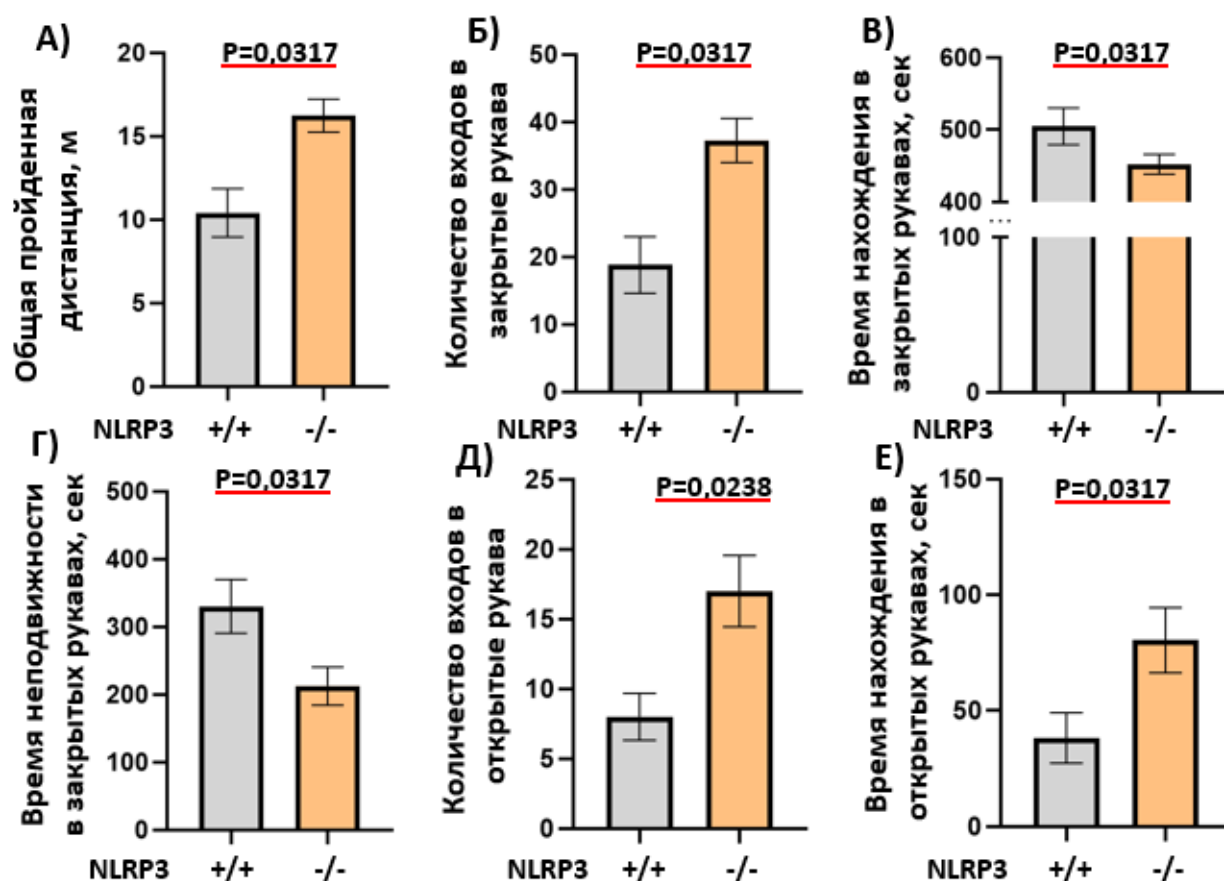 А)
P=0,0317
Общая пройденная
дистанция, м
20
15
10
5
0
NLRP3 +/+ -/-
Б)
P=0,0317
Количество входов в
закрытые рукава
50
40
30
20
10
0
NLRP3 +/+ -/-
В)
P=0,0317
Время нахождения в
закрытых рукавах, сек
600
500
400
...
100
0
NLRP3 +/+ -/-
Г)
P=0,0317
Время неподвижности
в закрытых рукавах, сек
500
400
300
200
100
0
NLRP3 +/+ -/-
Д)
P=0,0238
Количество входов в
открытые рукава
25
20
15
10
5
0
NLRP3 +/+ -/-
Е)
P=0,0317
Время нахождения в
открытых рукавах, сек
150
100
50
0
NLRP3 +/+ -/-